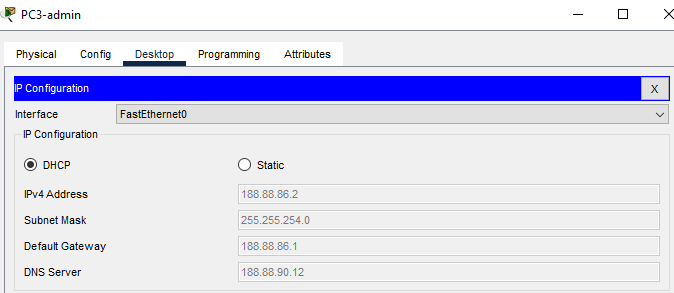 PC3-admin
Physical Config Desktop Programming Attributes
IP Configuration X
Interface FastEthernet0
IP Configuration
DHCP Static
IPv4 Address 188.88.86.2
Subnet Mask 255.255.254.0
Default Gateway 188.88.86.1
DNS Server 188.88.90.12